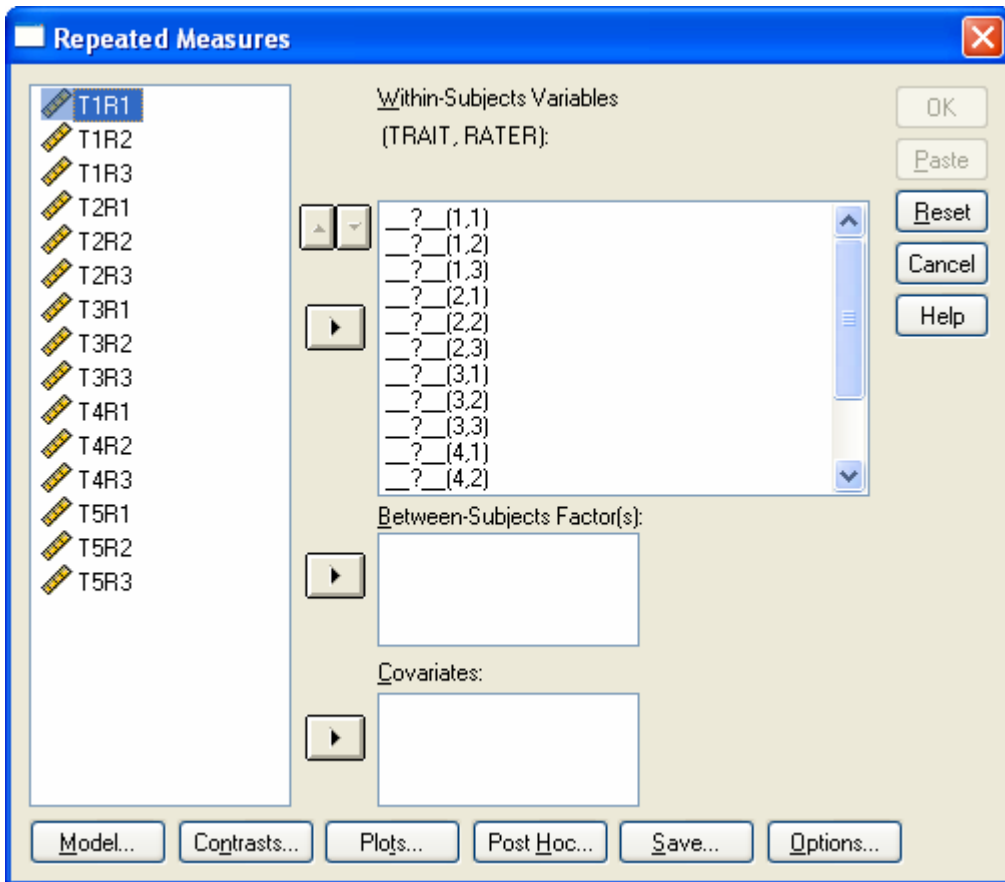 Repeated Measures
T1R1
T1R2
T1R3
T2R1
T2R2
T2R3
T3R1
T3R2
T3R3
T4R1
T4R2
T4R3
T5R1
T5R2
T5R3
Within-Subjects Variables
(TRAIT, RATER):
__?__(1,1)
__?__(1,2)
__?__(1,3)
__?__(2,1)
__?__(2,2)
__?__(2,3)
__?__(3,1)
__?__(3,2)
__?__(3,3)
__?__(4,1)
__?__(4,2)
Between-Subjects Factor(s):
Covariates:
OK
Paste
Reset
Cancel
Help
Model... Contrasts... Plots... Post Hoc... Save... Options...